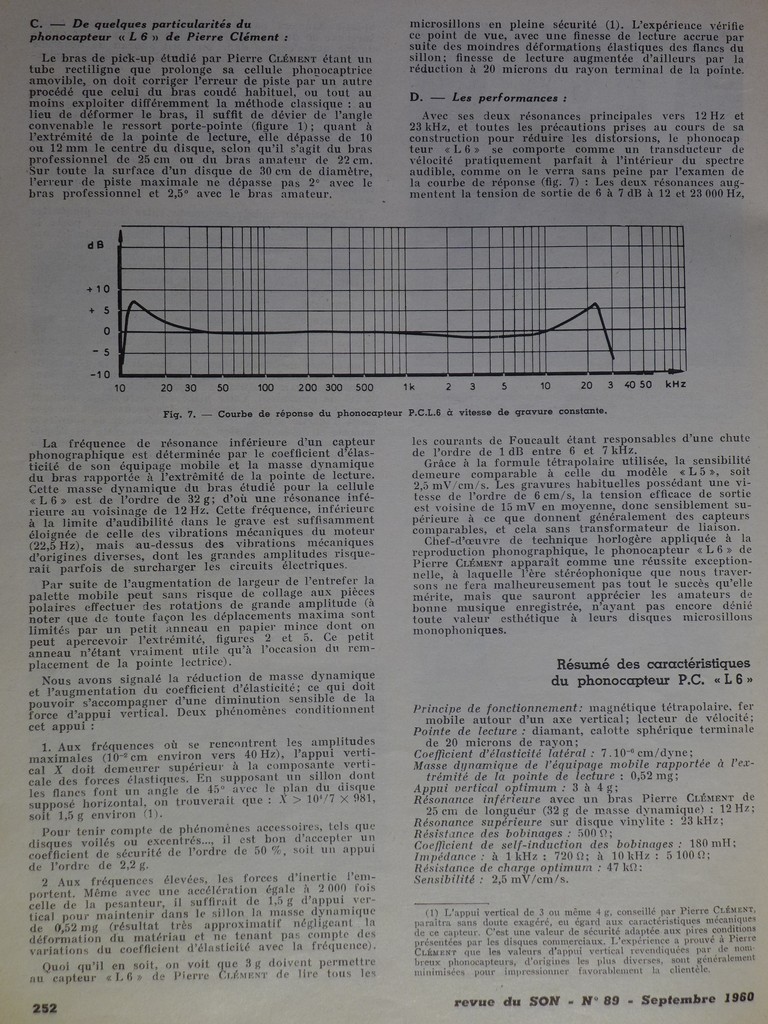 C. — De quelques particularités du
phonocapteur « L 6 » de Pierre Clément :
Le bras de pick-up étudié par Pierre CLÉMENT étant un
tube rectiligne que prolonge sa cellule phonocaptrice
amovible, on doit corriger l'erreur de piste par un autre
procédé que celui du bras coudé habituel, ou tout au
moins exploiter différemment la méthode classique : au
lieu de déformer le bras, il suffit de dévier de l'angle
convenable le ressort porte-pointe (figure 1) ; quant à
l'extrémité de la pointe de lecture, elle dépasse de 10
ou 12 mm le centre du disque, selon qu'il s'agit du bras
professionnel de 25 cm ou du bras amateur de 22 cm.
Sur toute la surface d'un disque de 30 cm de diamètre,
l'erreur de piste maximale ne dépasse pas 2° avec le
bras professionnel et 2,5° avec le bras amateur.
microsillons en pleine sécurité (1). L'expérience vérifie
ce point de vue, avec une finesse de lecture accrue par
suite des moindres déformations élastiques des flancs du
sillon ; finesse de lecture augmentée d'ailleurs par la
réduction à 20 microns du rayon terminal de la pointe.
D. — Les performances :
Avec ses deux résonances principales vers 12 Hz et
23 kHz, et toutes les précautions prises au cours de sa
construction pour réduire les distorsions, le phonocap
teur « L 6 » se comporte comme un transducteur de
vélocité pratiquement parfait à l'intérieur du spectre
audible, comme on le verra sans peine par l'examen de
la courbe de réponse (fig. 7) : Les deux résonances aug-
mentent la tension de sortie de 6 à 7 dB à 12 et 23 000 Hz,
dB
+ 10
+ 5
0
− 5
− 10
10 20 30 50 100 200 300 500 1k 2 3 5 10 20 3 40 50 kHz
Fig. 7. — Courbe de réponse du phonocapteur P.C.L.6 à vitesse de gravure constante.
La fréquence de résonance inférieure d'un capteur
phonographique est déterminée par le coefficient d'élas-
ticité de son équipage mobile et la masse dynamique
du bras rapportée à l'extrémité de la pointe de lecture.
Cette masse dynamique du bras étudié pour la cellule
« L 6 » est de l'ordre de 32 g ; d'où une résonance infé-
rieure au voisinage de 12 Hz. Cette fréquence, inférieure
à la limite d'audibilité dans le grave est suffisamment
éloignée de celle des vibrations mécaniques du moteur
(22,5 Hz), mais au-dessus des vibrations mécaniques
d'origines diverses, dont les grandes amplitudes risque-
raient parfois de surcharger les circuits électriques.
Par suite de l'augmentation de largeur de l'entrefer la
palette mobile peut sans risque de collage aux pièces
polaires effectuer des rotations de grande amplitude (à
noter que de toute façon les déplacements maxima sont
limités par un petit anneau en papier mince dont on
peut apercevoir l'extrémité, figures 2 et 5. Ce petit
anneau n'étant vraiment utile qu'à l'occasion du rem-
placement de la pointe lectrice).
Nous avons signalé la réduction de masse dynamique
et l'augmentation du coefficient d'élasticité ; ce qui doit
pouvoir s'accompagner d'une diminution sensible de la
force d'appui vertical. Deux phénomènes conditionnent
cet appui :
1. Aux fréquences où se rencontrent les amplitudes
maximales (10⁻² cm environ vers 40 Hz), l'appui verti-
cal X doit demeurer supérieur à la composante verti-
cale des forces élastiques. En supposant un sillon dont
les flancs font un angle de 45° avec le plan du disque
supposé horizontal, on trouverait que : X > 10⁴/7 × 981,
soit 1,5 g environ (1).
Pour tenir compte de phénomènes accessoires, tels que
disques voilés ou excentrés..., il est bon d'accepter un
coefficient de sécurité de l'ordre de 50 %, soit un appui
de l'ordre de 2,2 g.
2 Aux fréquences élevées, les forces d'inertie l'em-
portent. Même avec une accélération égale à 2 000 fois
celle de la pesanteur, il suffirait de 1,5 g d'appui ver-
tical pour maintenir dans le sillon la masse dynamique
de 0,52 mg (résultat très approximatif négligeant la
déformation du matériau et ne tenant pas compte des
variations du coefficient d'élasticité avec la fréquence).
Quoi qu'il en soit, on voit que 3 g doivent permettre
au capteur « L 6 » de Pierre CLÉMENT de lire tous les
les courants de Foucault étant responsables d'une chute
de l'ordre de 1 dB entre 6 et 7 kHz.
Grâce à la formule tétrapolaire utilisée, la sensibilité
demeure comparable à celle du modèle « L 5 », soit
2,5 mV/cm/s. Les gravures habituelles possédant une vi-
tesse de l'ordre de 6 cm/s, la tension efficace de sortie
est voisine de 15 mV en moyenne, donc sensiblement su-
périeure à ce que donnent généralement des capteurs
comparables, et cela sans transformateur de liaison.
Chef-d'œuvre de technique horlogère appliquée à la
reproduction phonographique, le phonocapteur « L 6 » de
Pierre CLÉMENT apparaît comme une réussite exception-
nelle, à laquelle l'ère stéréophonique que nous traver-
sons ne fera malheureusement pas tout le succès qu'elle
mérite, mais que sauront apprécier les amateurs de
bonne musique enregistrée, n'ayant pas encore dénié
toute valeur esthétique à leurs disques microsillons
monophoniques.
Résumé des caractéristiques
du phonocapteur P.C. « L 6 »
Principe de fonctionnement : magnétique tétrapolaire, fer
mobile autour d'un axe vertical ; lecteur de vélocité ;
Pointe de lecture : diamant, calotte sphérique terminale
de 20 microns de rayon ;
Coefficient d'élasticité latéral : 7.10⁻⁶ cm/dyne ;
Masse dynamique de l'équipage mobile rapportée à l'ex-
trémité de la pointe de lecture : 0,52 mg ;
Appui vertical optimum : 3 à 4 g ;
Résonance inférieure avec un bras Pierre CLÉMENT de
25 cm de longuéur (32 g de masse dynamique) : 12 Hz ;
Résonance supérieure sur disque vinylite : 23 kHz ;
Résistance des bobinages : 500 Ω ;
Coefficient de self-induction des bobinages : 180 mH ;
Impédance : à 1 kHz : 720 Ω ; à 10 kHz : 5 100 Ω ;
Résistance de charge optimum : 47 kΩ ;
Sensibilité : 2,5 mV/cm/s.
(1) L'appui vertical de 3 ou même 4 g, conseillé par Pierre CLÉMENT,
paraîtra sans doute exagéré, eu égard aux caractéristiques mécaniques
de ce capteur. C'est une valeur de sécurité adaptée aux pires conditions
présentées par les disques commerciaux. L'expérience a prouvé à Pierre
CLÉMENT que les valeurs d'appui vertical revendiquées par de nom-
breux phonocapteurs, d'origines les plus diverses, sont généralement
minimisées pour impressionner favorablement la clientèle.
252
revue du SON - N° 89 - Septembre 1960